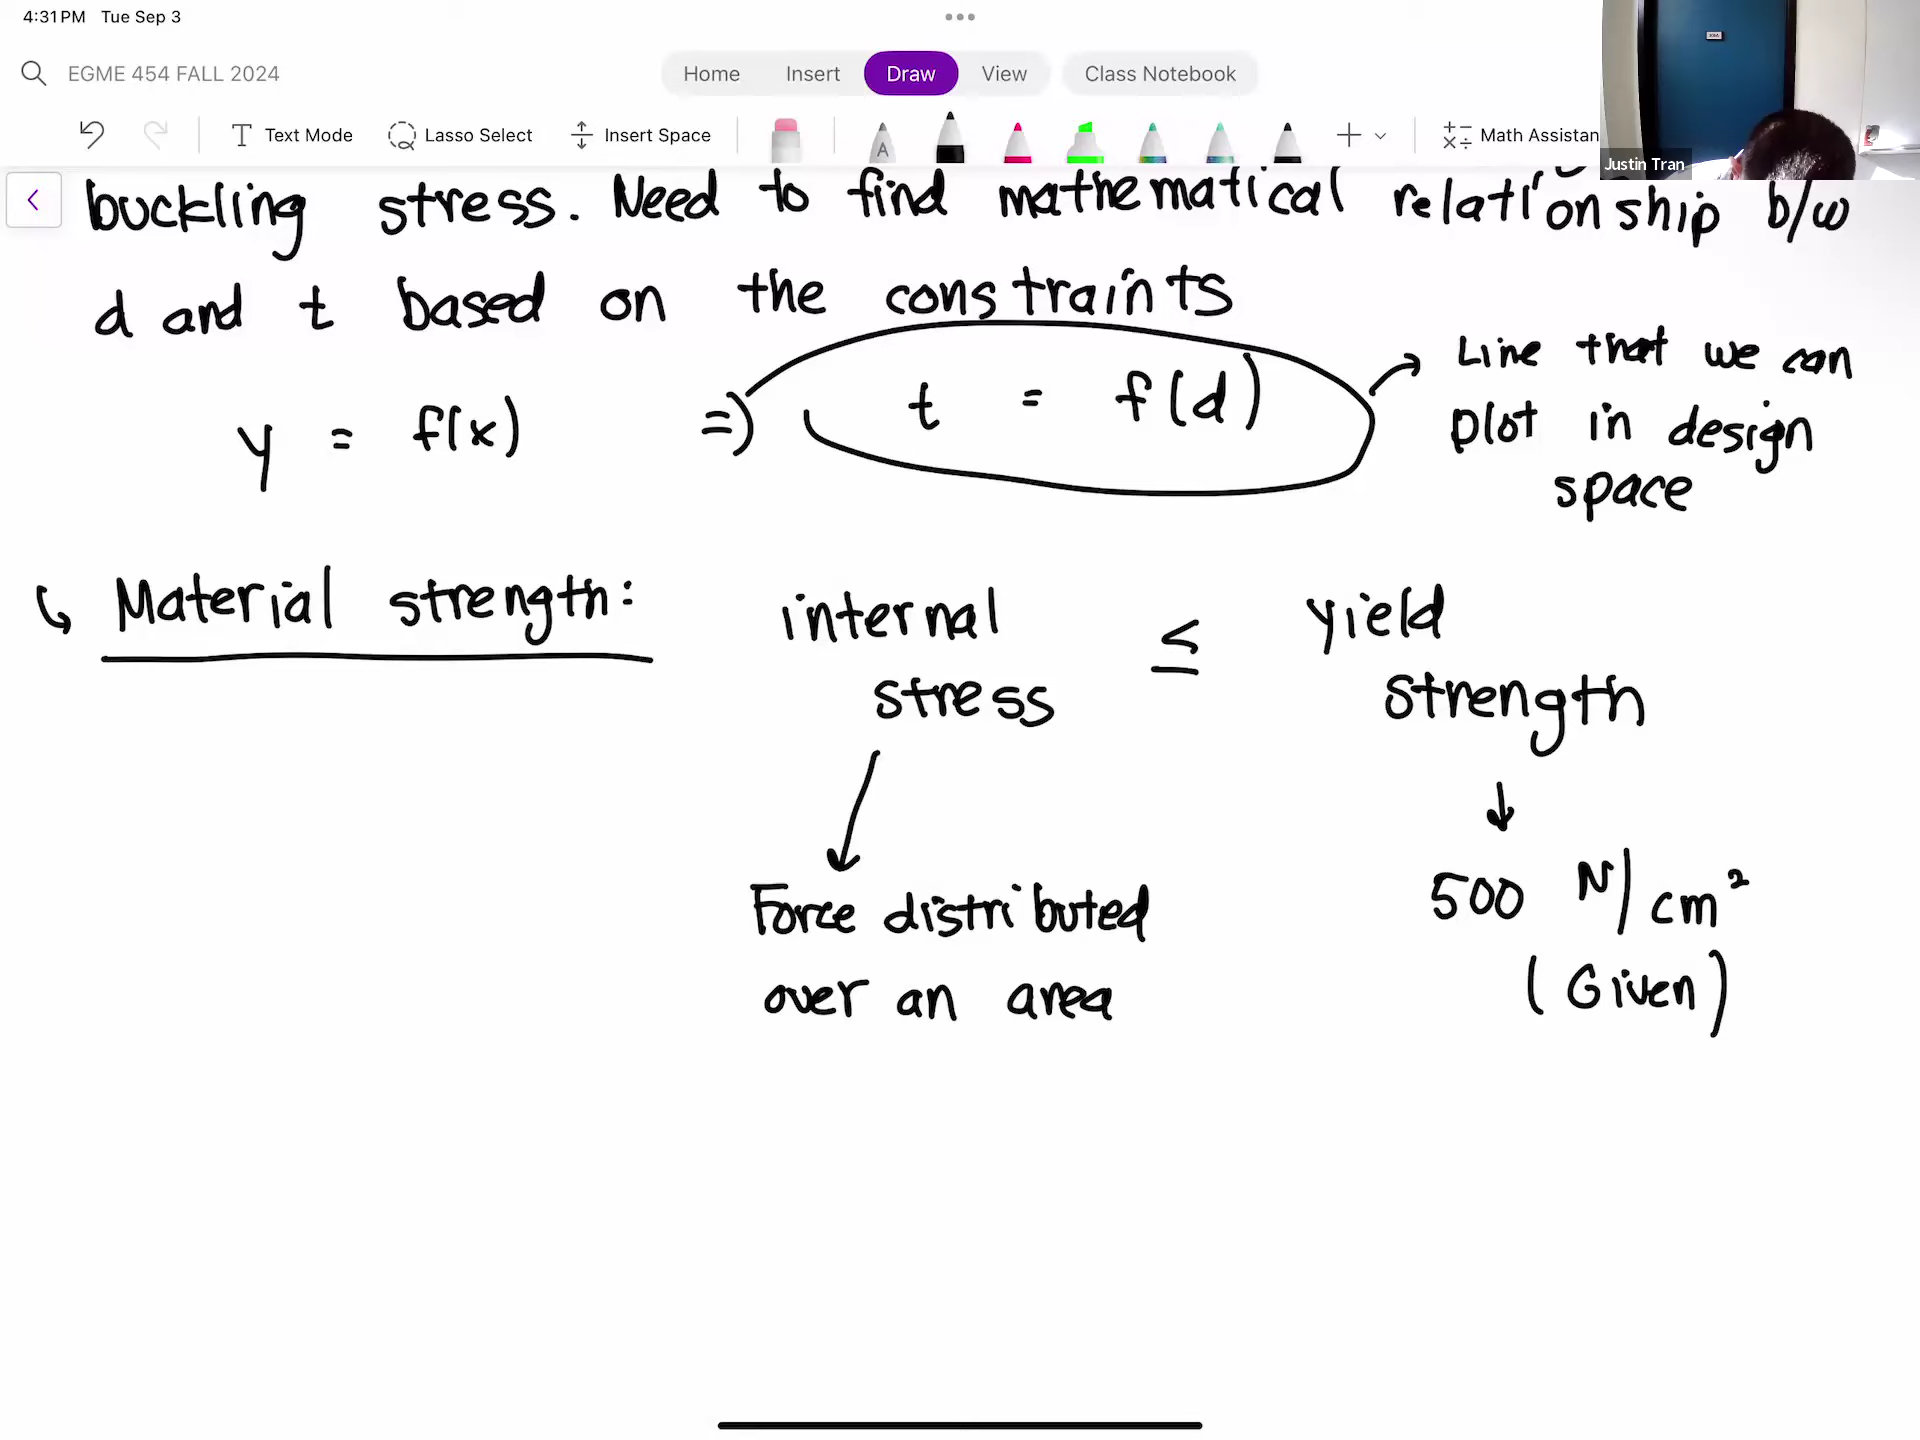 4:31 PM Tue Sep 3
EGME 454 FALL 2024
Home Insert Draw View Class Notebook
Text Mode Lasso Select Insert Space A Math Assistan
Justin Tran
buckling stress. Need to find mathematical relationship b/w
d and t based on the constraints
y = f(x) => t = f(d)
Line that we can
plot in design
space
Material strength: internal ≤ yield
stress strength
500 N/cm²
Force distributed
over an area
(Given)